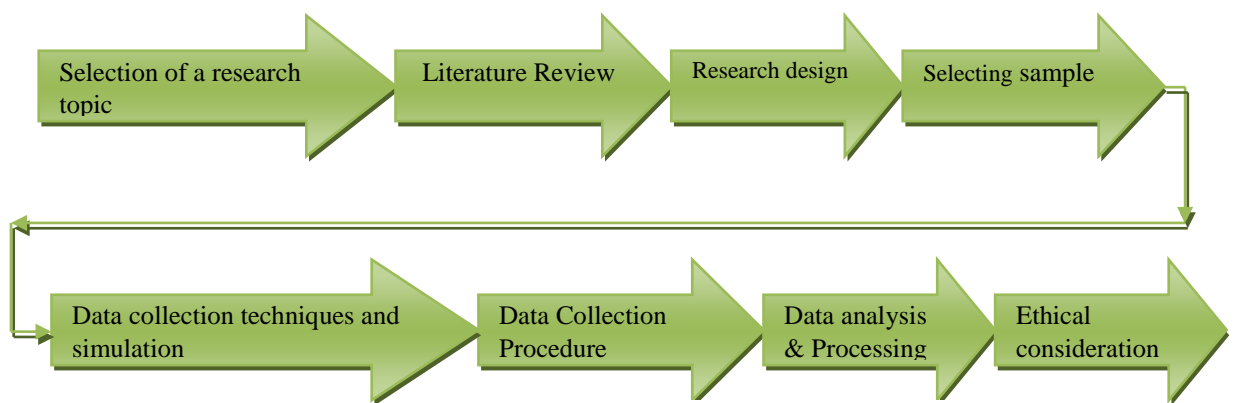 Selection of a research
topic
Literature Review
Research design
Selecting sample
Data collection techniques and
simulation
Data Collection
Procedure
Data analysis
& Processing
Ethical
consideration